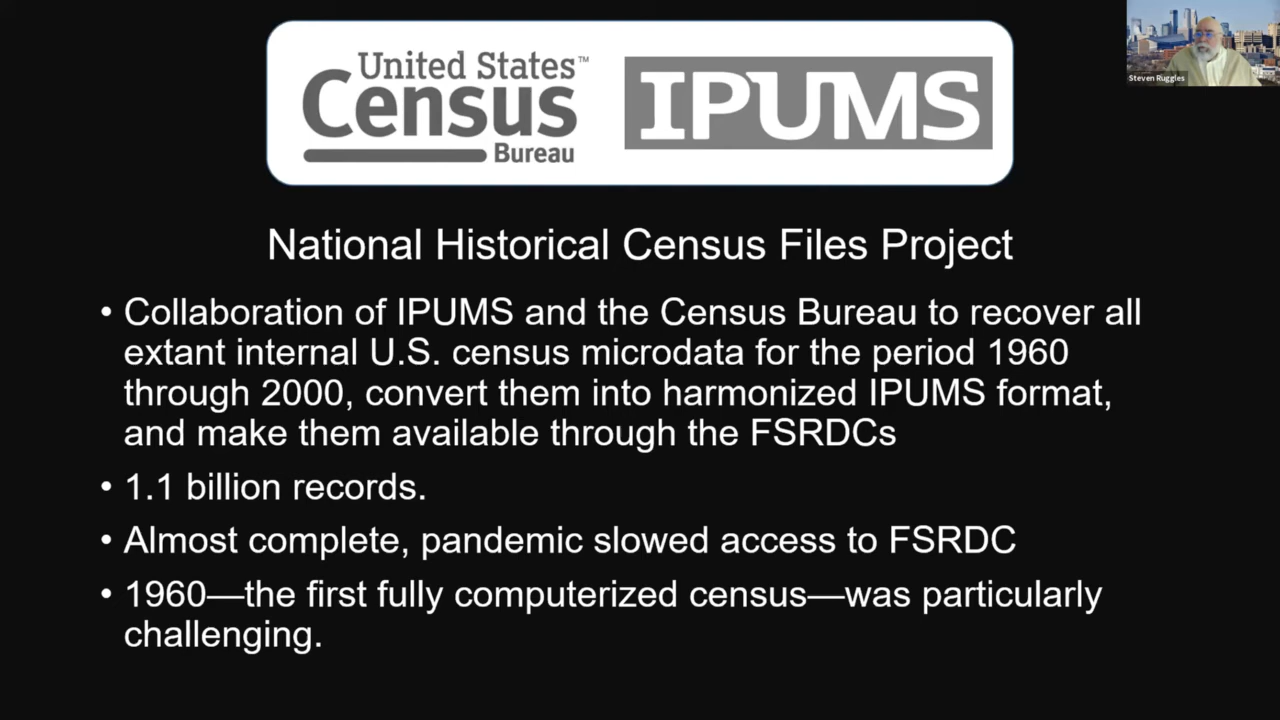 United States™
Census
Bureau
IPUMS
Steven Ruggles
National Historical Census Files Project
• Collaboration of IPUMS and the Census Bureau to recover all
extant internal U.S. census microdata for the period 1960
through 2000, convert them into harmonized IPUMS format,
and make them available through the FSRDCs
• 1.1 billion records.
• Almost complete, pandemic slowed access to FSRDC
• 1960—the first fully computerized census—was particularly
challenging.